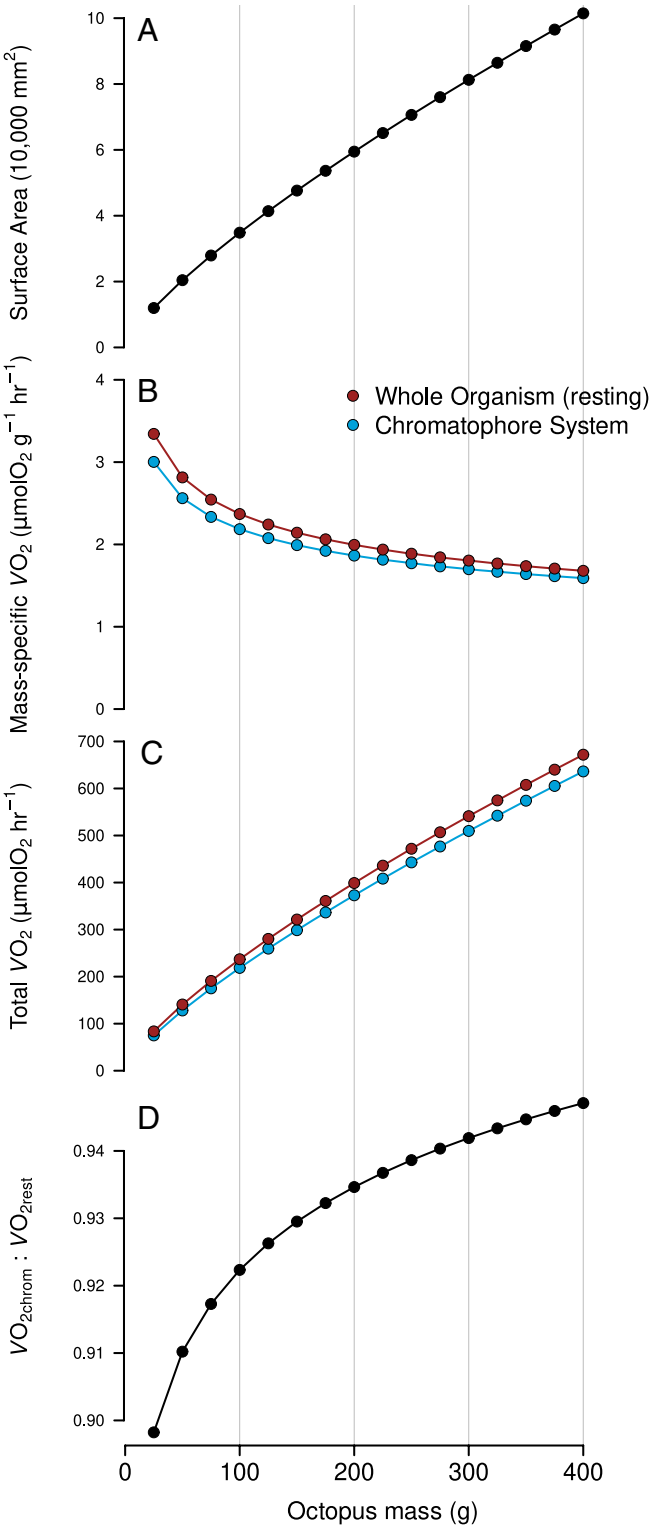 A
Surface Area (10,000 mm²)
10
8
6
4
2
0
B
Mass-specific VO₂ (µmolO₂ g⁻¹ hr⁻¹)
4
3
2
1
0
Whole Organism (resting)
Chromatophore System
C
Total VO₂ (µmolO₂ hr⁻¹)
700
600
500
400
300
200
100
0
D
VO₂chrom : VO₂rest
0.94
0.93
0.92
0.91
0.90
0 100 200 300 400
Octopus mass (g)